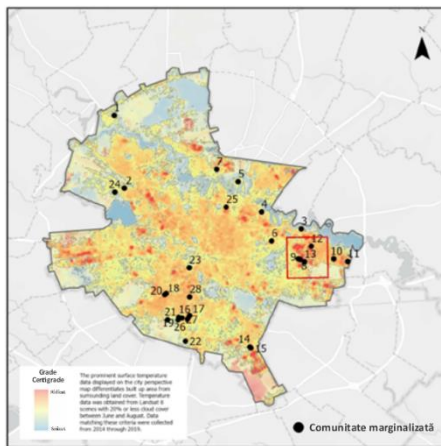 N
1
7
5
24
2
25
4
3
6
12
13
9
8
10
11
23
20
18
28
16
17
21
19
27
26
22
14
15
Grade
Centigrade
The prominent surface temperature
data displayed on the city perspective
map differentiates built up area from
surrounding land cover. Temperature
data was obtained from Landsat 8
scenes with 20% or less cloud cover
between June and August. Data
matching these criteria were collected
from 2014 through 2019.
Comunitate marginalizată